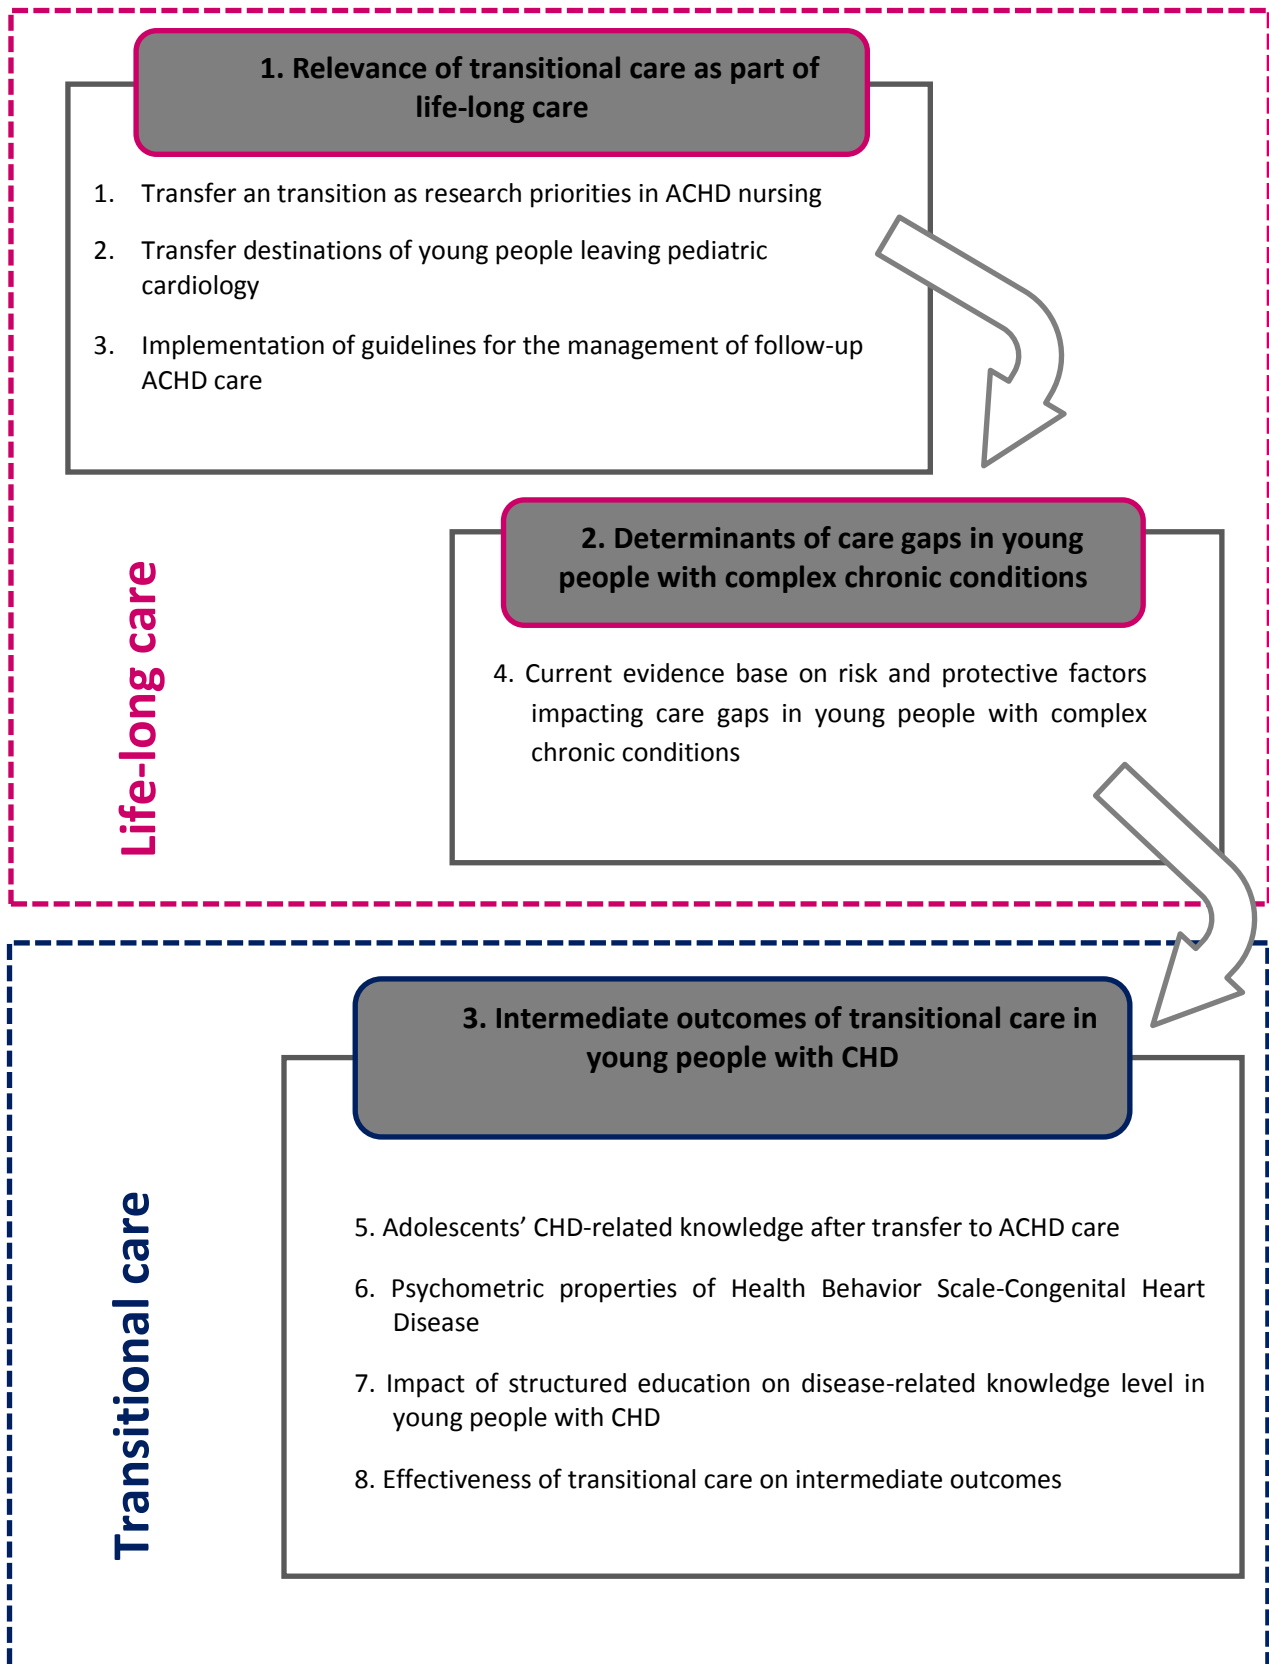 1. Relevance of transitional care as part of
life-long care
1. Transfer an transition as research priorities in ACHD nursing
2. Transfer destinations of young people leaving pediatric
cardiology
3. Implementation of guidelines for the management of follow-up
ACHD care
Life-long care
2. Determinants of care gaps in young
people with complex chronic conditions
4. Current evidence base on risk and protective factors
impacting care gaps in young people with complex
chronic conditions
3. Intermediate outcomes of transitional care in
young people with CHD
Transitional care
5. Adolescents’ CHD-related knowledge after transfer to ACHD care
6. Psychometric properties of Health Behavior Scale-Congenital Heart
Disease
7. Impact of structured education on disease-related knowledge level in
young people with CHD
8. Effectiveness of transitional care on intermediate outcomes